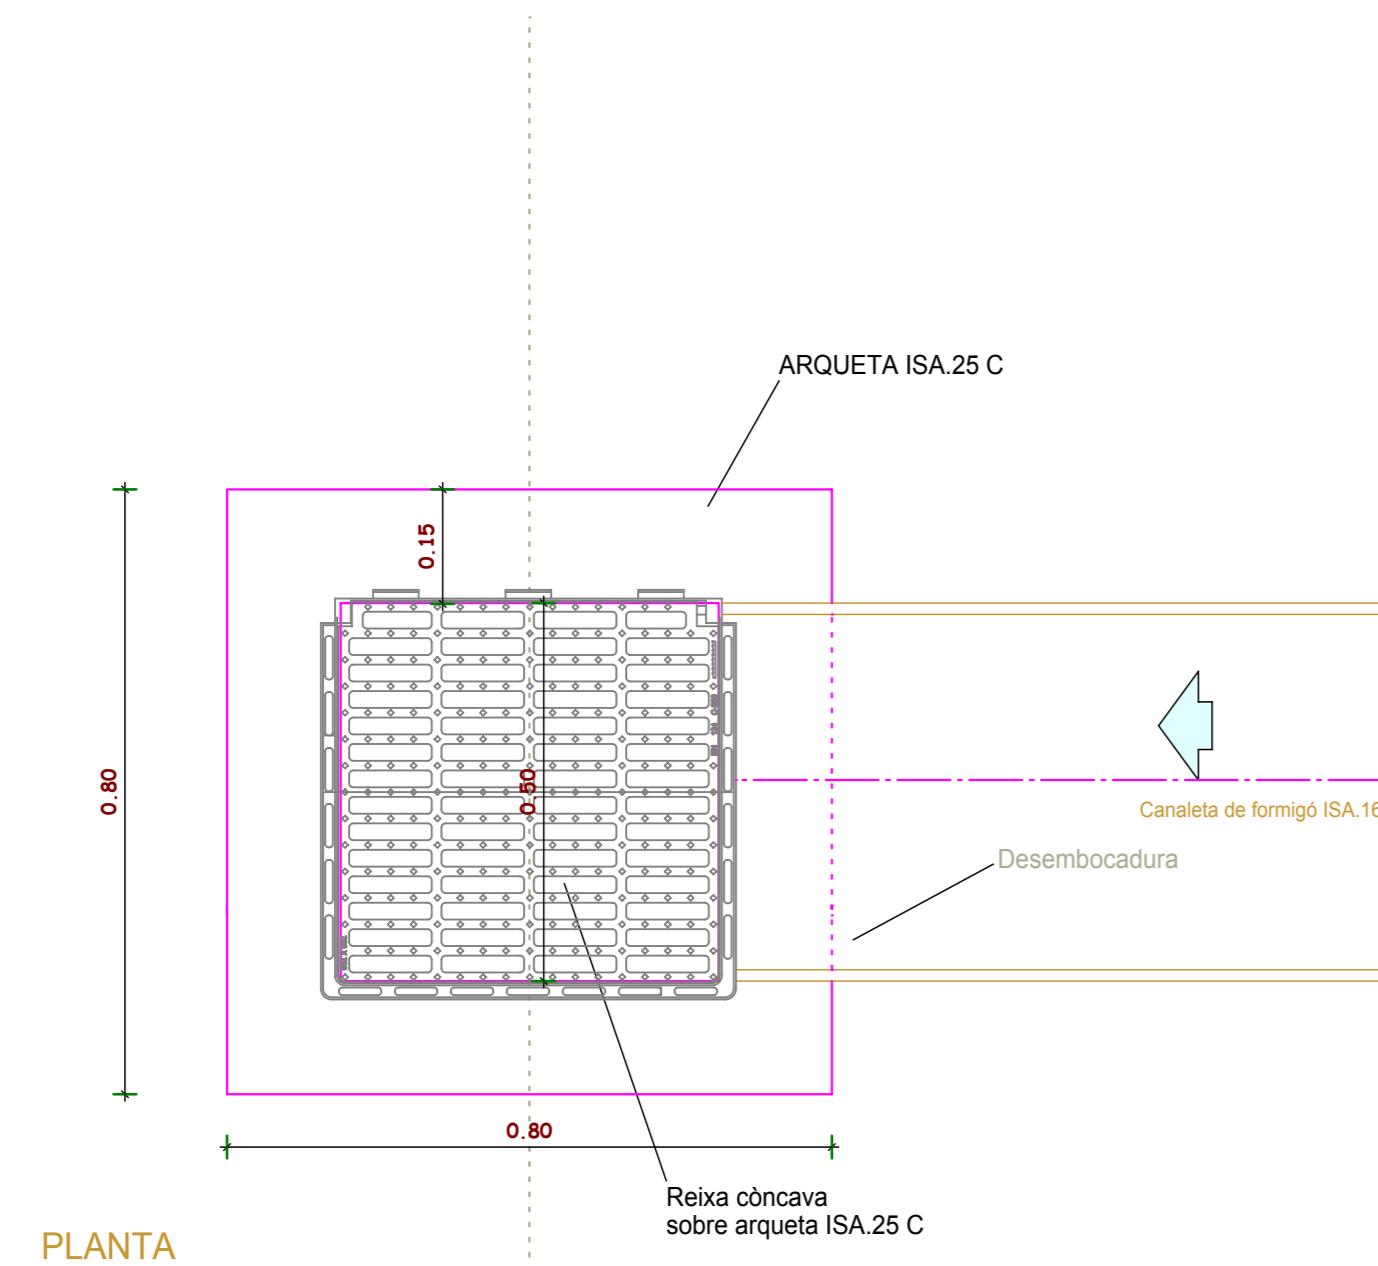 ARQUETA ISA.25 C
0.15
0.80
0.50
Canaleta de formigó ISA.16
Desembocadura
0.80
Reixa còncava
sobre arqueta ISA.25 C
PLANTA